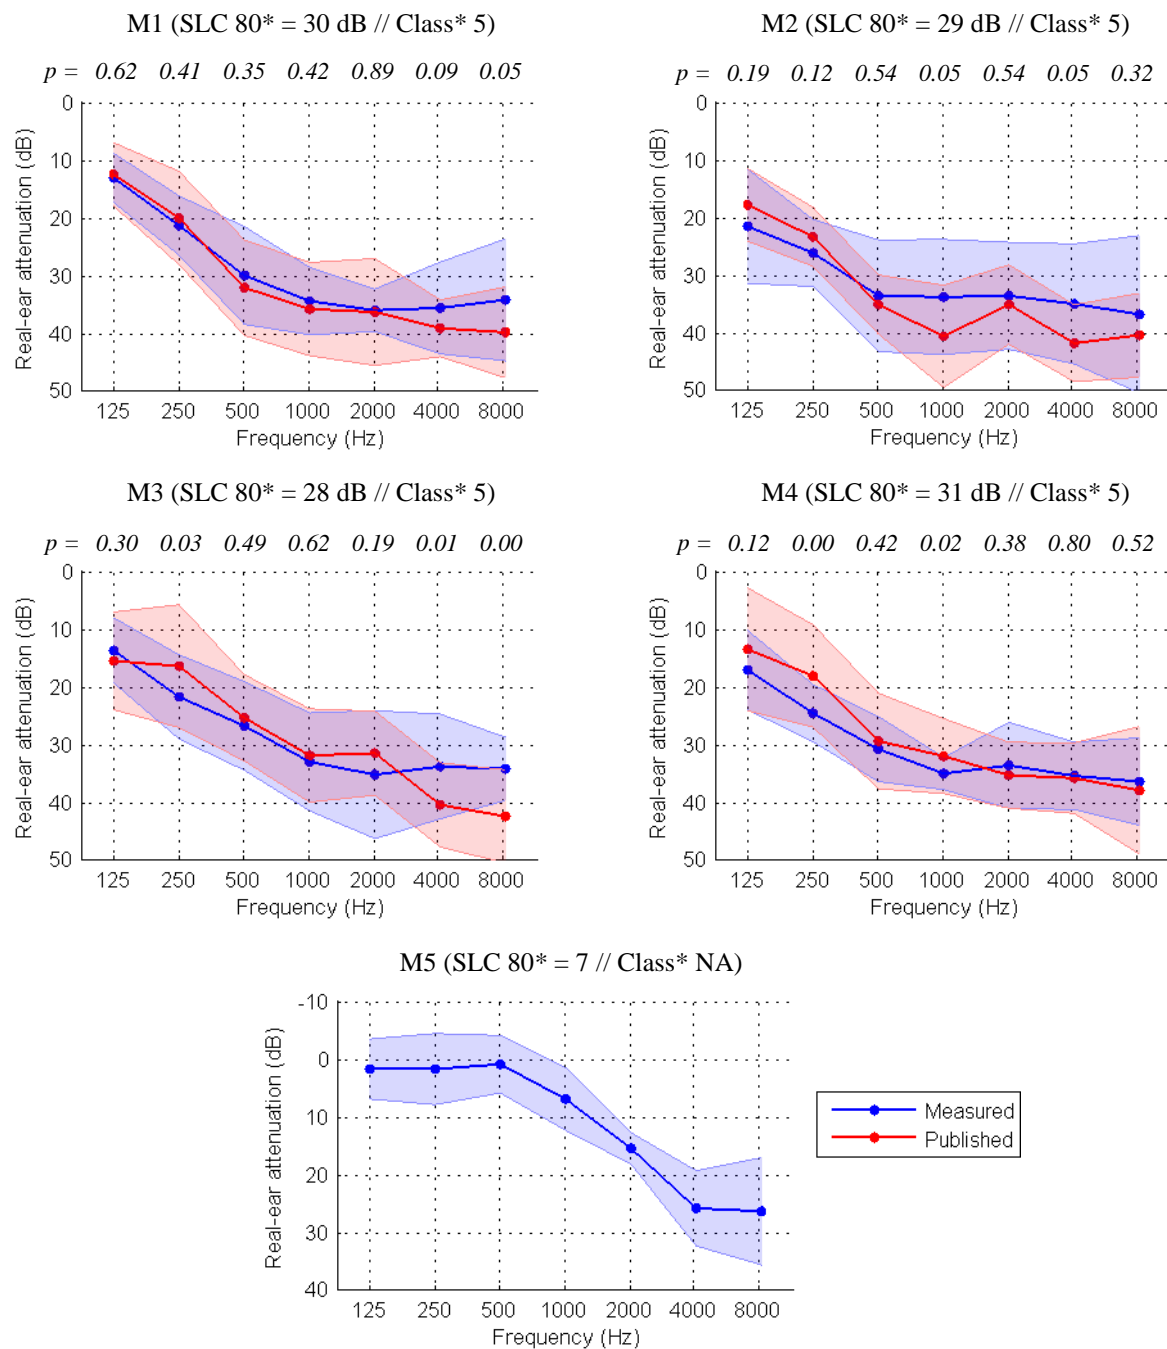 M1 (SLC 80* = 30 dB // Class* 5)
p = 0.62 0.41 0.35 0.42 0.89 0.09 0.05
0
10
20
30
40
50
Real-ear attenuation (dB)
125 250 500 1000 2000 4000 8000
Frequency (Hz)
M2 (SLC 80* = 29 dB // Class* 5)
p = 0.19 0.12 0.54 0.05 0.54 0.05 0.32
0
10
20
30
40
50
Real-ear attenuation (dB)
125 250 500 1000 2000 4000 8000
Frequency (Hz)
M3 (SLC 80* = 28 dB // Class* 5)
p = 0.30 0.03 0.49 0.62 0.19 0.01 0.00
0
10
20
30
40
50
Real-ear attenuation (dB)
125 250 500 1000 2000 4000 8000
Frequency (Hz)
M4 (SLC 80* = 31 dB // Class* 5)
p = 0.12 0.00 0.42 0.02 0.38 0.80 0.52
0
10
20
30
40
50
Real-ear attenuation (dB)
125 250 500 1000 2000 4000 8000
Frequency (Hz)
M5 (SLC 80* = 7 // Class* NA)
-10
0
10
20
30
40
Real-ear attenuation (dB)
125 250 500 1000 2000 4000 8000
Frequency (Hz)
Measured
Published